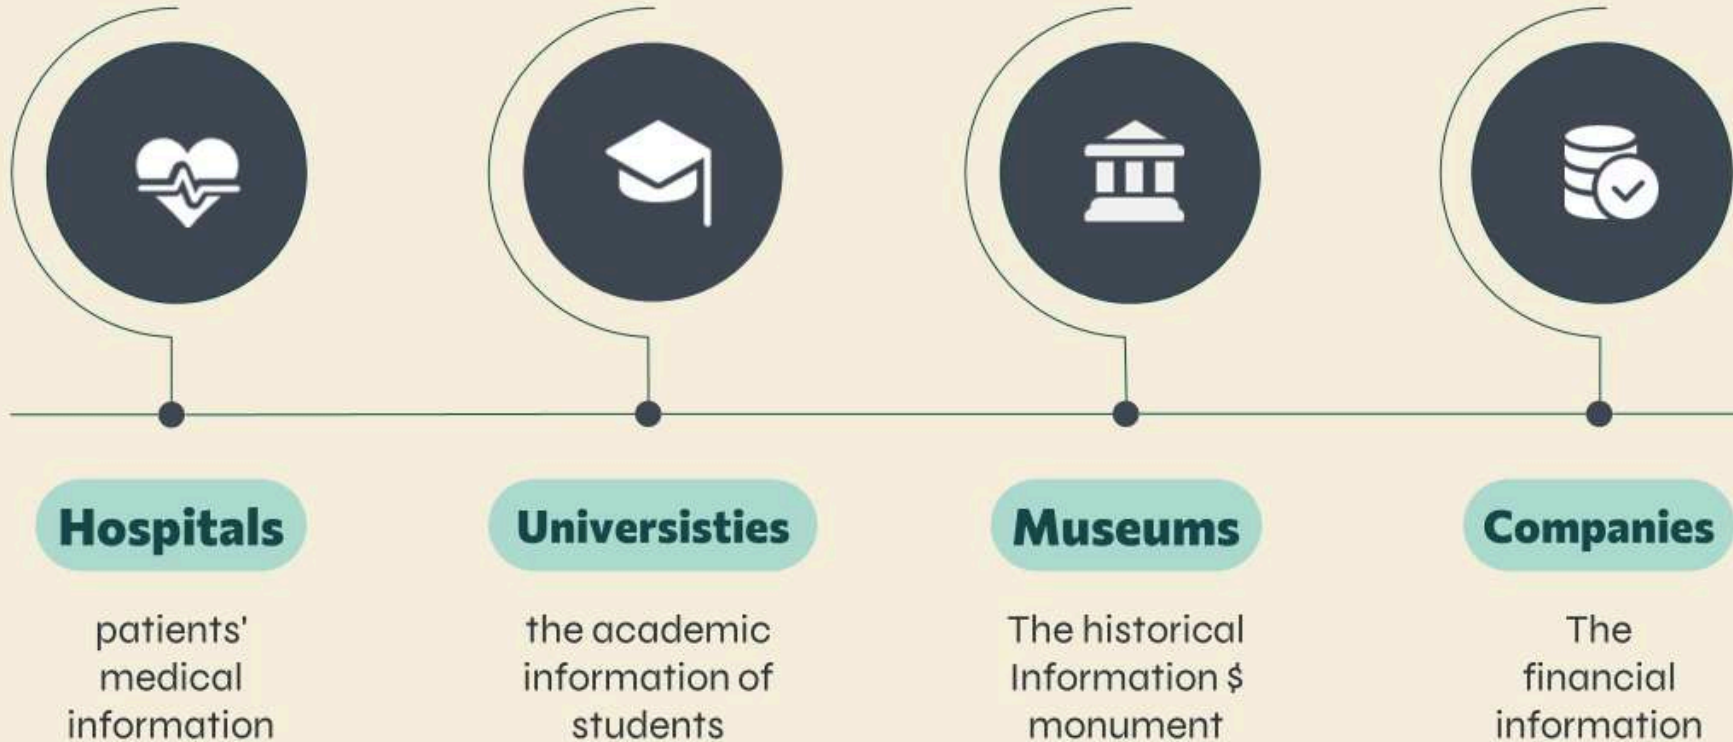 Hospitals
patients'
medical
information
Universisties
the academic
information of
students
Museums
The historical
Information $
monument
Companies
The
financial
information